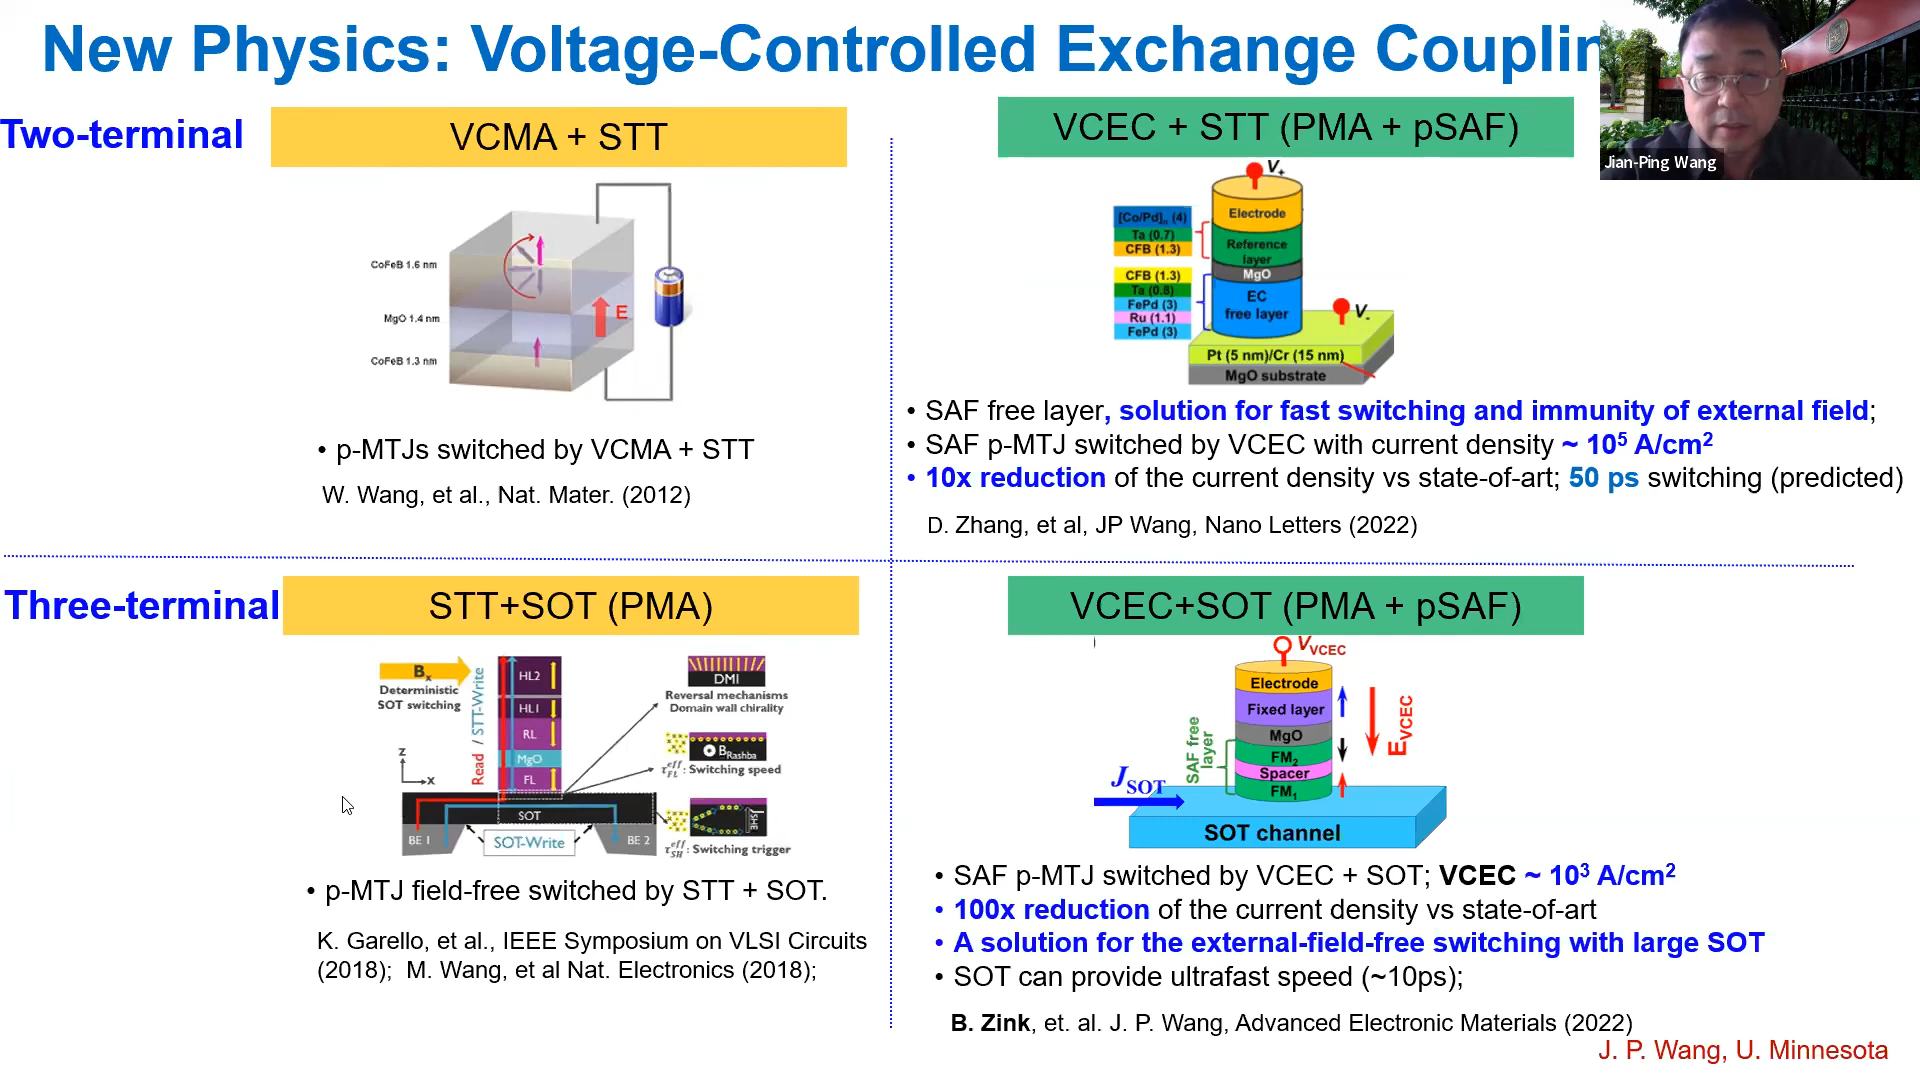 New Physics: Voltage-Controlled Exchange Couplin
Jian-Ping Wang
Two-terminal
VCMA + STT
CoFeB 1.6 nm
MgO 1.4 nm
CoFeB 1.3 nm
E
• p-MTJs switched by VCMA + STT
W. Wang, et al., Nat. Mater. (2012)
VCEC + STT (PMA + pSAF)
V+
[Co/Pd]n (4)
Ta (0.7)
CFB (1.3)
CFB (1.3)
Ta (0.8)
FePd (3)
Ru (1.1)
FePd (3)
Electrode
Reference
layer
MgO
EC
free layer
V-
Pt (5 nm)/Cr (15 nm)
MgO substrate
• SAF free layer, solution for fast switching and immunity of external field;
• SAF p-MTJ switched by VCEC with current density ~ 10⁵ A/cm²
• 10x reduction of the current density vs state-of-art; 50 ps switching (predicted)
D. Zhang, et al, JP Wang, Nano Letters (2022)
Three-terminal
STT+SOT (PMA)
Bx
Deterministic
SOT switching
Read / STT-Write
HL2
HL1
RL
MgO
FL
z
x
SOT
BE 1
SOT-Write
BE 2
DMI
Reversal mechanisms
Domain wall chirality
BRashba
τFL^eff: Switching speed
JSHE
τSH^eff: Switching trigger
• p-MTJ field-free switched by STT + SOT.
K. Garello, et al., IEEE Symposium on VLSI Circuits
(2018); M. Wang, et al Nat. Electronics (2018);
VCEC+SOT (PMA + pSAF)
VVCEC
Electrode
Fixed layer
MgO
FM2
Spacer
FM1
SAF free
layer
EVCEC
JSOT
SOT channel
• SAF p-MTJ switched by VCEC + SOT; VCEC ~ 10³ A/cm²
• 100x reduction of the current density vs state-of-art
• A solution for the external-field-free switching with large SOT
• SOT can provide ultrafast speed (~10ps);
B. Zink, et. al. J. P. Wang, Advanced Electronic Materials (2022)
J. P. Wang, U. Minnesota